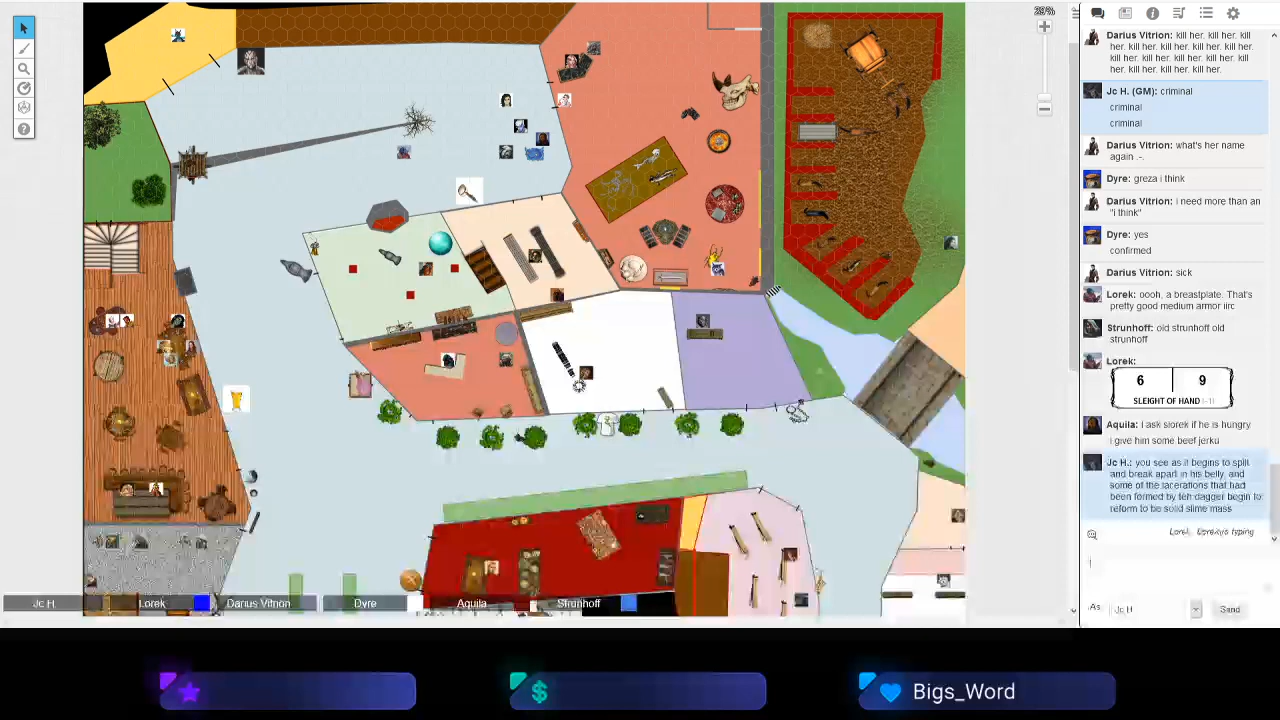 29%
Darius Vitrion: kill her. kill her. kill
her. kill her. kill her. kill her.
kill her. kill her. kill her. kill
her. kill her. kill her. kill her.
Jc H. (GM): criminal
criminal
criminal
Darius Vitrion: what's her name
again .-.
Dyre: greza i think
Darius Vitrion: i need more than an
"i think"
Dyre: yes
confirmed
Darius Vitrion: sick
Lorek: oooh, a breastplate. That's
pretty good medium armor iirc
Strunhoff: old strunhoff old
strunhoff
Lorek:
6 9
SLEIGHT OF HAND
Aquila: I ask slorek if he is hungry
i give him some beef jerku
Jc H.: you see as it begins to split
and break apart in his belly, and
some of the lacerations that had
been formed by teh dagger begin to
reform to be solid slime mass
typing
As Jc H Send
Jc H. Lorek Darius Vitrion Dyre Aquila Strunhoff
$ Bigs_Word